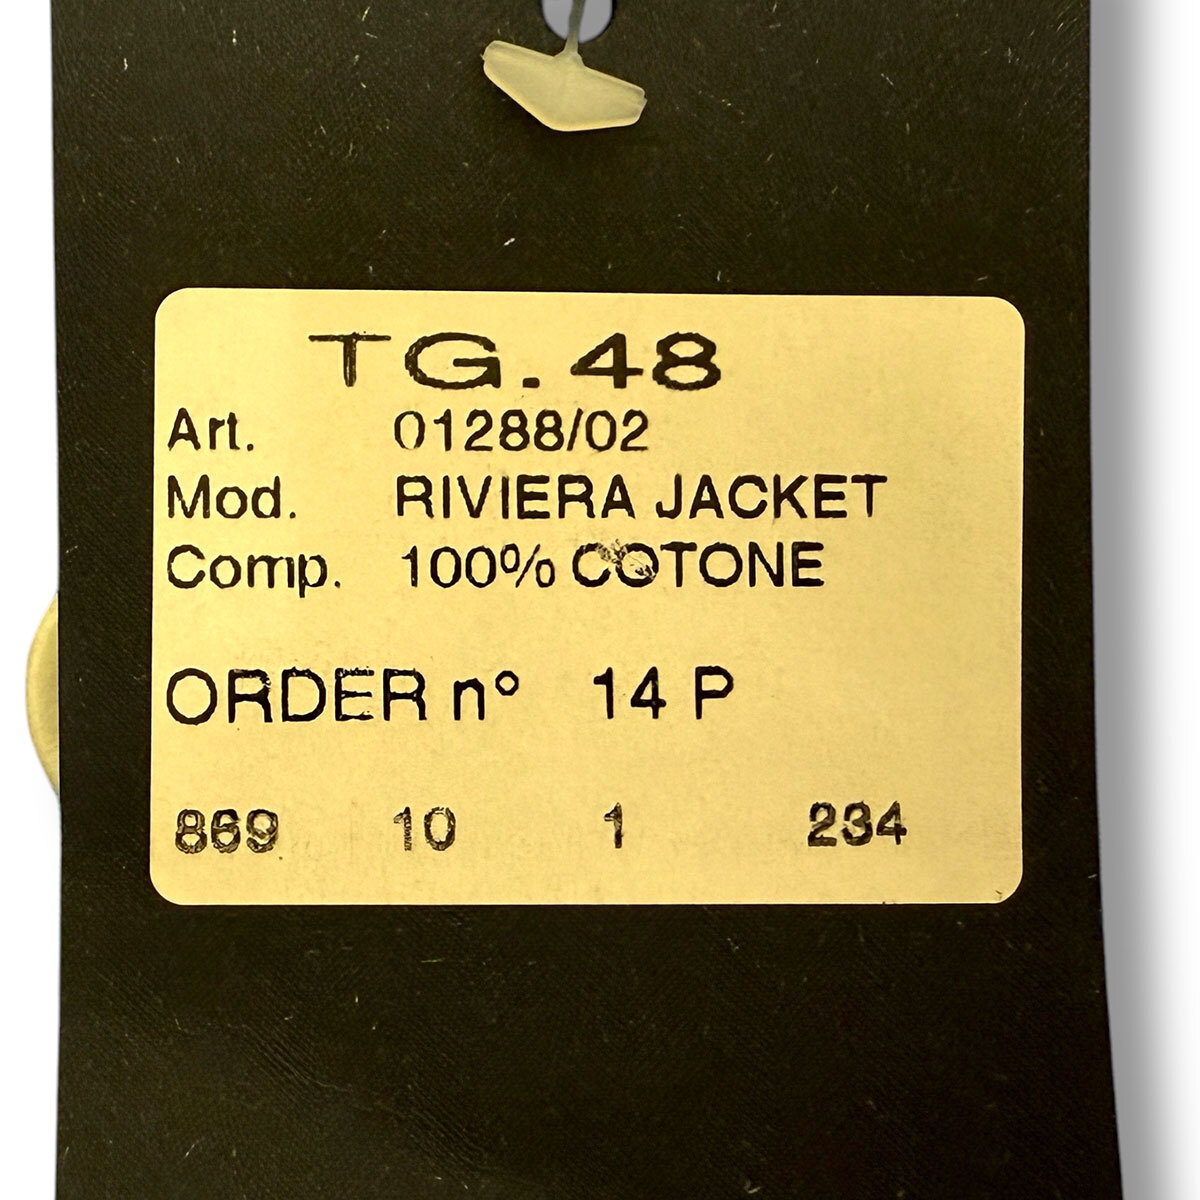 TG. 48
Art. 01288/02
Mod. RIVIERA JACKET
Comp. 100% COTONE
ORDER n° 14 P
869 10 1 234